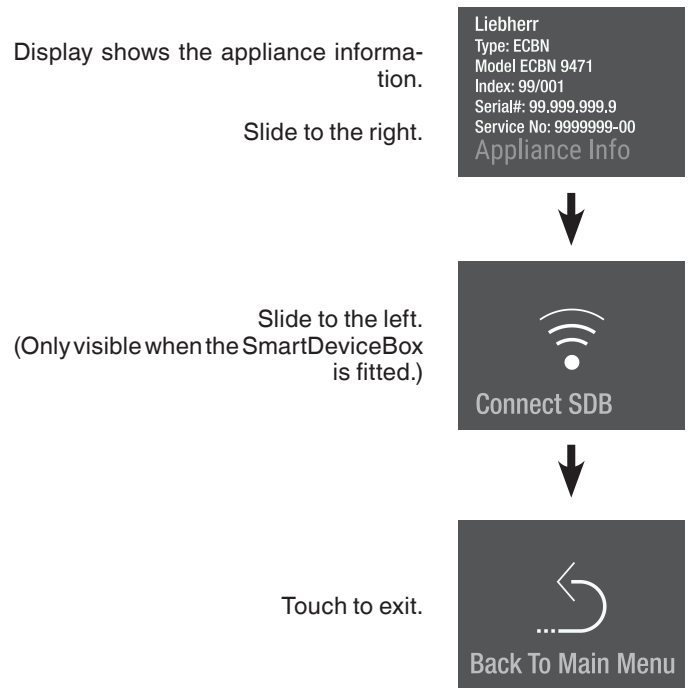 Display shows the appliance informa-
tion.
Slide to the right.
Liebherr
Type: ECBN
Model ECBN 9471
Index: 99/001
Serial#: 99.999.999.9
Service No: 9999999-00
Appliance Info
Slide to the left.
(Only visible when the SmartDeviceBox
is fitted.)
Connect SDB
Touch to exit.
Back To Main Menu